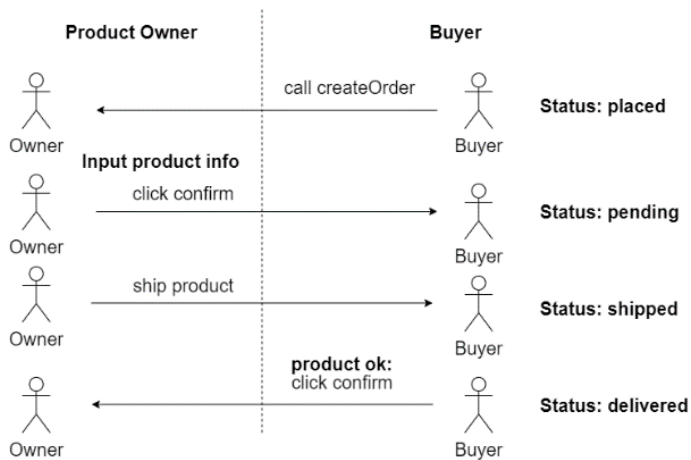 Product Owner
Buyer
call createOrder
Status: placed
Owner
Buyer
Input product info
click confirm
Status: pending
Owner
Buyer
ship product
Status: shipped
Owner
Buyer
product ok:
click confirm
Status: delivered
Owner
Buyer